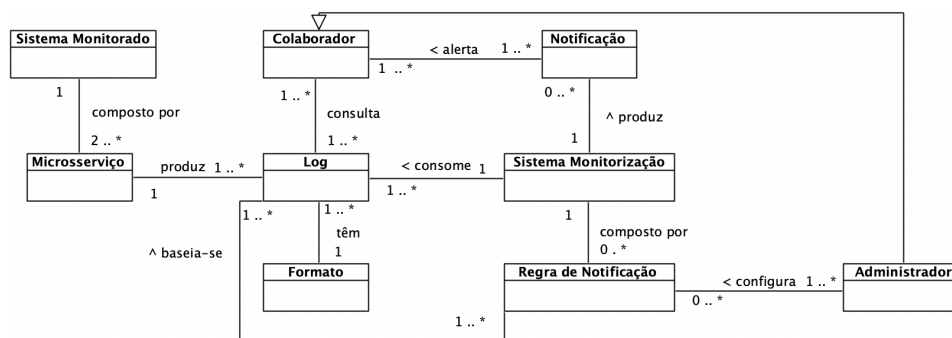 Sistema Monitorado
Colaborador
Notificação
< alerta
1 .. *
1 .. *
1
1 .. *
0 .. *
composto por
consulta
^ produz
2 .. *
1 .. *
1
Microsserviço
produz
1 .. *
Log
< consome
1
Sistema Monitorização
1
1 .. *
1 .. *
1 .. *
1
têm
composto por
^ baseia-se
1
0 . *
Formato
Regra de Notificação
< configura
1 .. *
Administrador
0 .. *
1 .. *